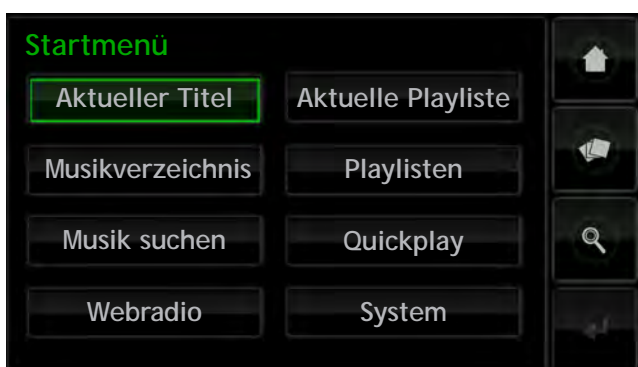 Startmenü
Aktueller Titel Aktuelle Playliste
Musikverzeichnis Playlisten
Musik suchen Quickplay
Webradio System